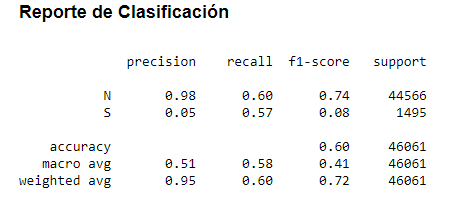 Reporte de Clasificación
precision recall f1-score support
N 0.98 0.60 0.74 44566
S 0.05 0.57 0.08 1495
accuracy 0.60 46061
macro avg 0.51 0.58 0.41 46061
weighted avg 0.95 0.60 0.72 46061